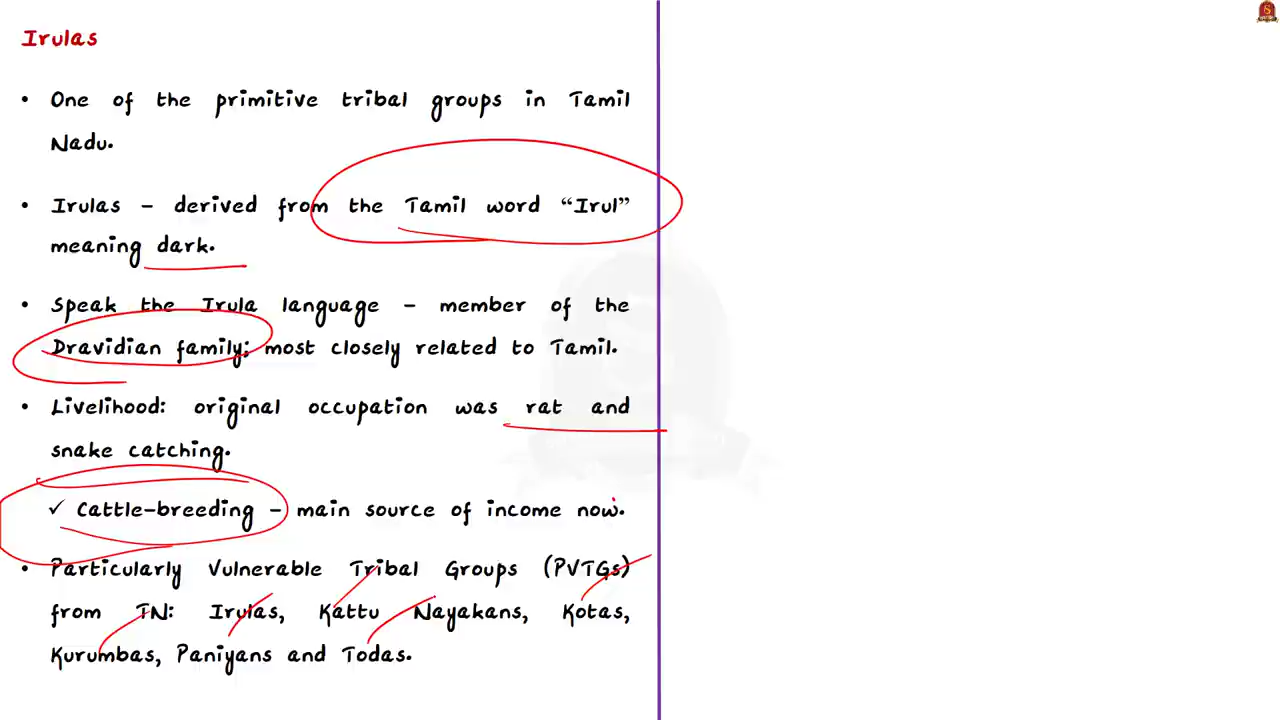 Irulas
• One of the primitive tribal groups in Tamil
Nadu.
• Irulas – derived from the Tamil word “Irul”
meaning dark.
• Speak the Irula language – member of the
Dravidian family; most closely related to Tamil.
• Livelihood: original occupation was rat and
snake catching.
✓ Cattle-breeding – main source of income now.
• Particularly Vulnerable Tribal Groups (PVTGs)
from TN: Irulas, Kattu Nayakans, Kotas,
Kurumbas, Paniyans and Todas.